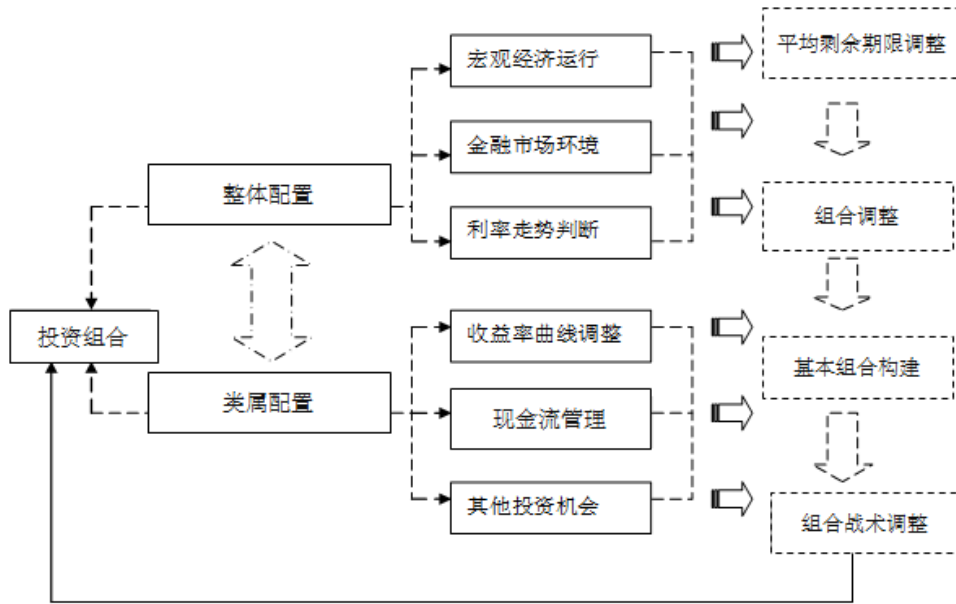 宏观经济运行
平均剩余期限调整
金融市场环境
整体配置
利率走势判断
组合调整
投资组合
收益率曲线调整
基本组合构建
类属配置
现金流管理
其他投资机会
组合战术调整